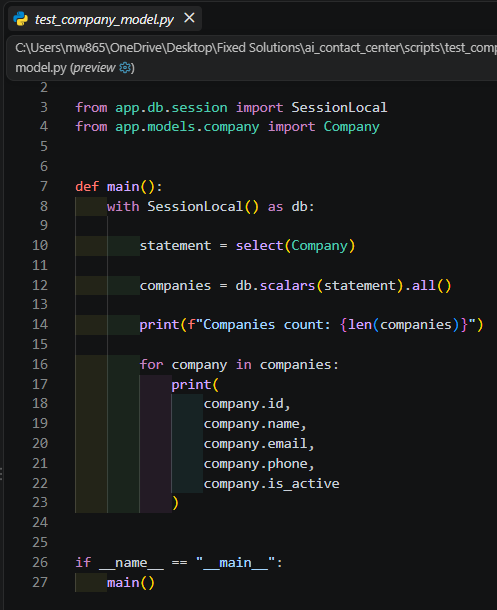 test_company_model.py
C:\Users\mw865\OneDrive\Desktop\Fixed Solutions\ai_contact_center\scripts\test_comp
model.py (preview)
2
3 from app.db.session import SessionLocal
4 from app.models.company import Company
5
6
7 def main():
8     with SessionLocal() as db:
9
10         statement = select(Company)
11
12         companies = db.scalars(statement).all()
13
14         print(f"Companies count: {len(companies)}")
15
16         for company in companies:
17             print(
18                 company.id,
19                 company.name,
20                 company.email,
21                 company.phone,
22                 company.is_active
23             )
24
25
26 if __name__ == "__main__":
27     main()